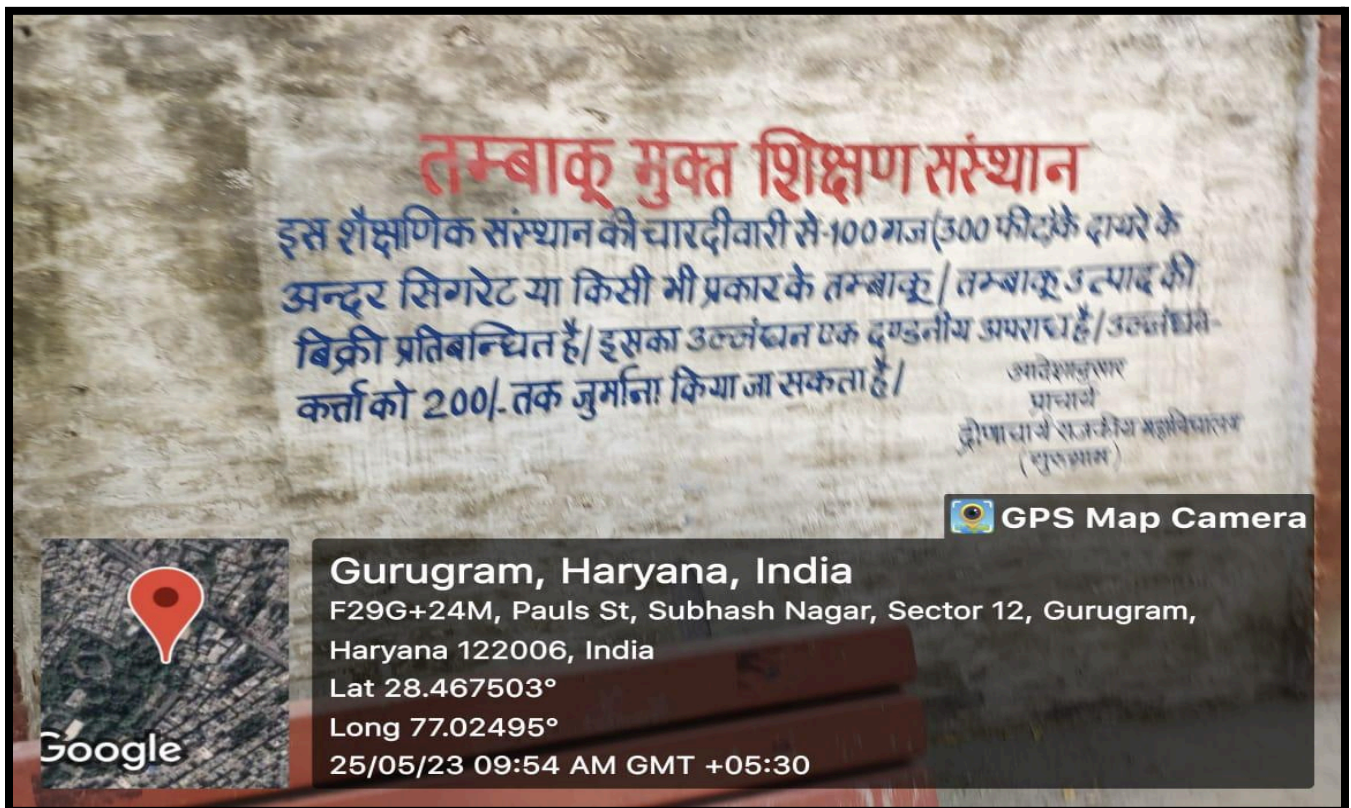 तम्बाकू मुक्त शिक्षण संस्थान
इस शैक्षणिक संस्थान की चारदीवारी से-100 गज (300 फीट)के दायरे के
अन्दर सिगरेट या किसी भी प्रकार के तम्बाकू/तम्बाकू उत्पाद की
बिक्री प्रतिबन्धित है/इसका उल्लंघन एक दण्डनीय अपराध है/उल्लंघन-
कर्त्ता को 200/- तक जुर्माना किया जा सकता है/
आदेशानुसार
प्राचार्य
द्रोणाचार्य राजकीय महाविद्यालय
(गुरुग्राम)
GPS Map Camera
Gurugram, Haryana, India
F29G+24M, Pauls St, Subhash Nagar, Sector 12, Gurugram,
Haryana 122006, India
Lat 28.467503°
Long 77.02495°
25/05/23 09:54 AM GMT +05:30
Google